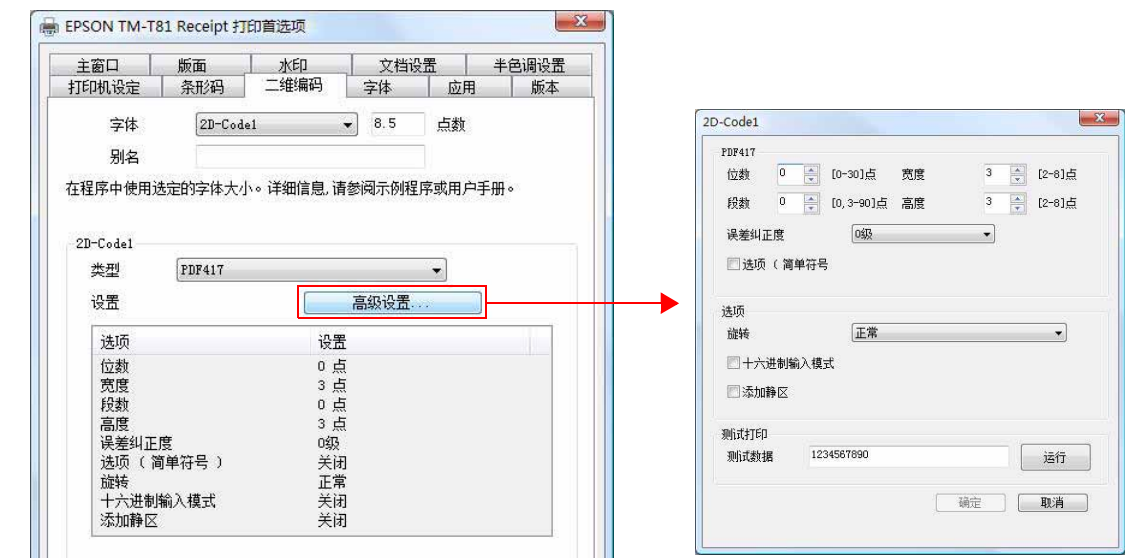 EPSON TM-T81 Receipt 打印首选项
主窗口 版面 水印 文档设置 半色调设置
打印机设定 条形码 二维编码 字体 应用 版本
字体 2D-Code1 8.5 点数
别名
在程序中使用选定的字体大小。详细信息,请参阅示例程序或用户手册。
2D-Code1
类型 PDF417
设置 高级设置...
选项 设置
位数 0 点
宽度 3 点
段数 0 点
高度 3 点
误差纠正度 0级
选项 ( 简单符号 ) 关闭
旋转 正常
十六进制输入模式 关闭
添加静区 关闭
2D-Code1
PDF417
位数 0 [0-30]点 宽度 3 [2-8]点
段数 0 [0,3-90]点 高度 3 [2-8]点
误差纠正度 0级
选项 ( 简单符号
选项
旋转 正常
十六进制输入模式
添加静区
测试打印
测试数据 1234567890 运行
确定 取消